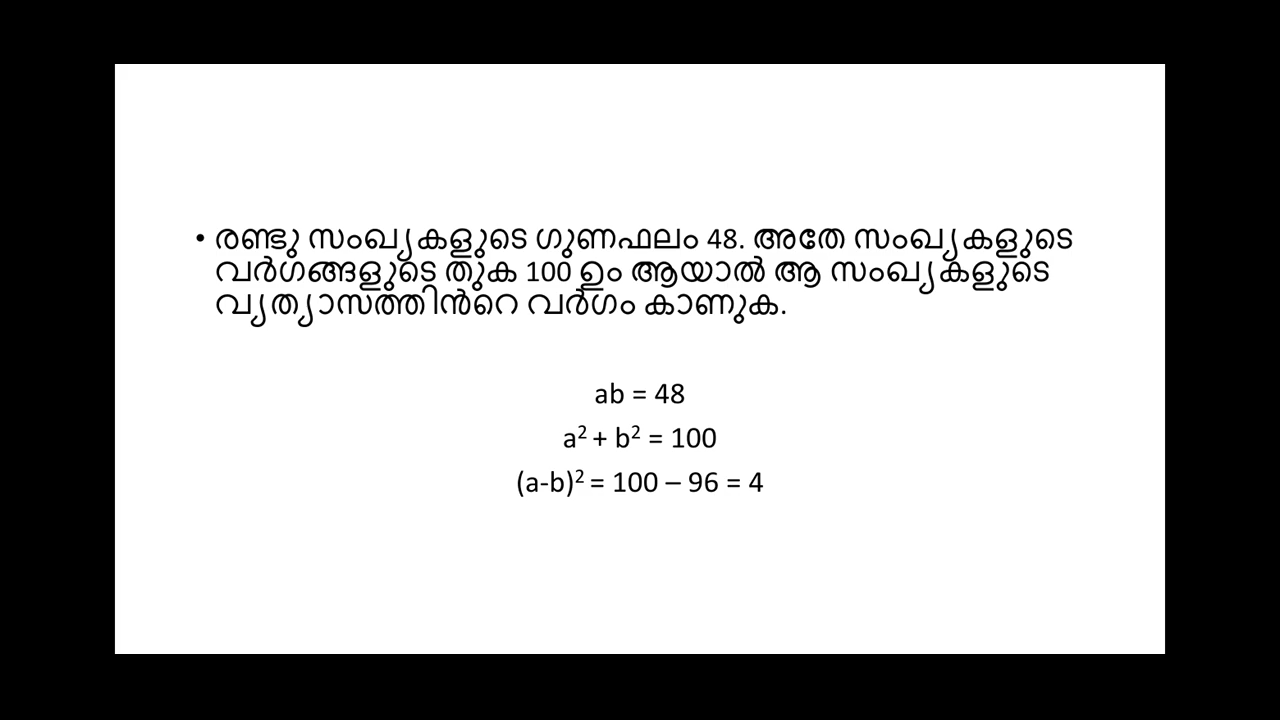 • രണ്ടു സംഖ്യകളുടെ ഗുണഫലം 48. അതേ സംഖ്യകളുടെ
വർഗങ്ങളുടെ തുക 100 ഉം ആയാൽ ആ സംഖ്യകളുടെ
വ്യത്യാസത്തിൻറെ വർഗം കാണുക.
ab = 48
a² + b² = 100
(a-b)² = 100 – 96 = 4